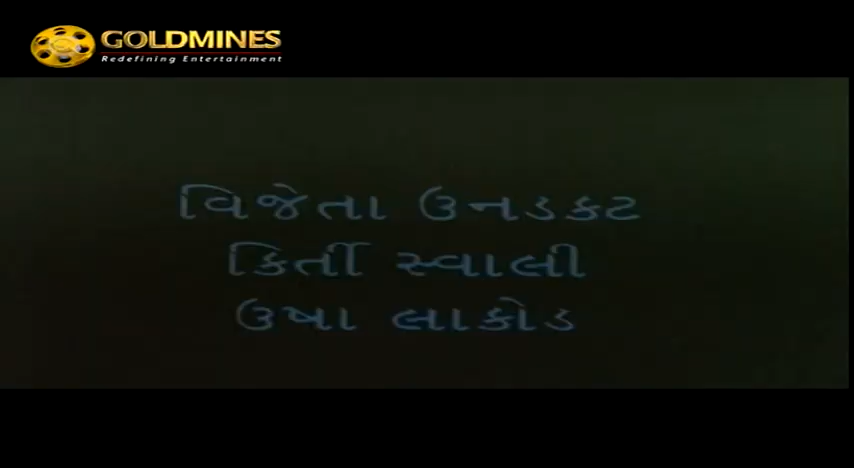 GOLDMINES
Redefining Entertainment
વિજેતા ઉનડકટ
કિર્તી સ્વાલી
ઉષા લાકોડ